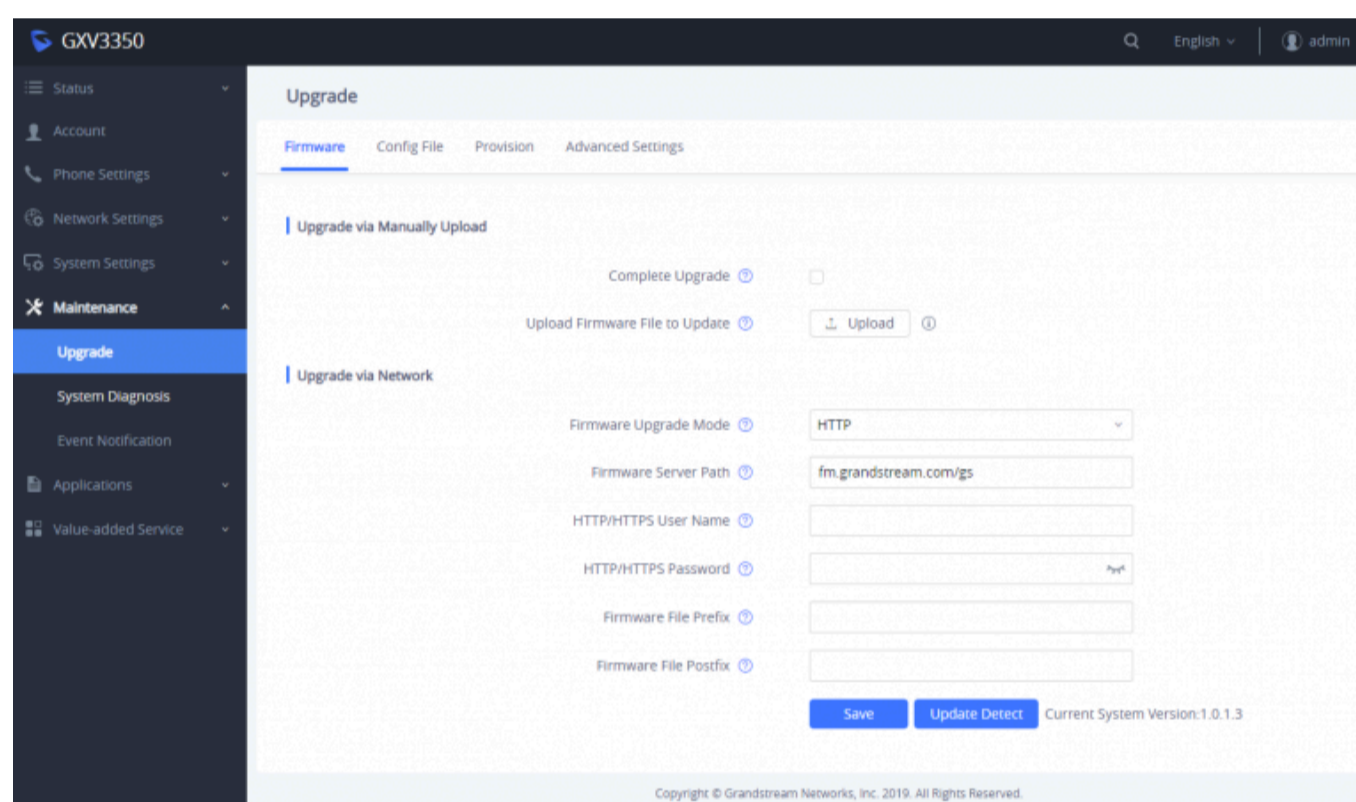 GXV3350
English
admin
Status
Account
Phone Settings
Network Settings
System Settings
Maintenance
Upgrade
System Diagnosis
Event Notification
Applications
Value-added Service
Upgrade
Firmware Config File Provision Advanced Settings
Upgrade via Manually Upload
Complete Upgrade
Upload Firmware File to Update Upload
Upgrade via Network
Firmware Upgrade Mode HTTP
Firmware Server Path fm.grandstream.com/gs
HTTP/HTTPS User Name
HTTP/HTTPS Password
Firmware File Prefix
Firmware File Postfix
Save Update Detect Current System Version:1.0.1.3
Copyright © Grandstream Networks, Inc. 2019. All Rights Reserved.